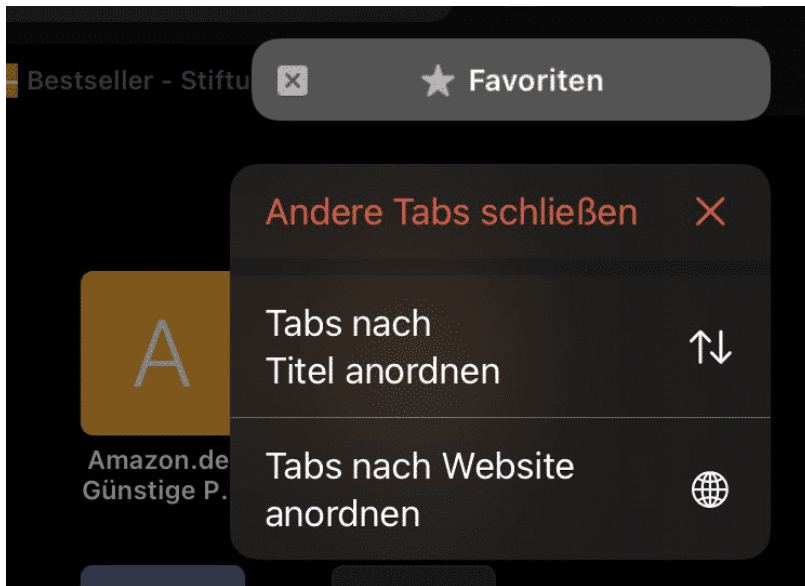 Bestseller - Stiftu
Favoriten
Andere Tabs schließen
Tabs nach
Titel anordnen
A
Amazon.de
Günstige P.
Tabs nach Website
anordnen